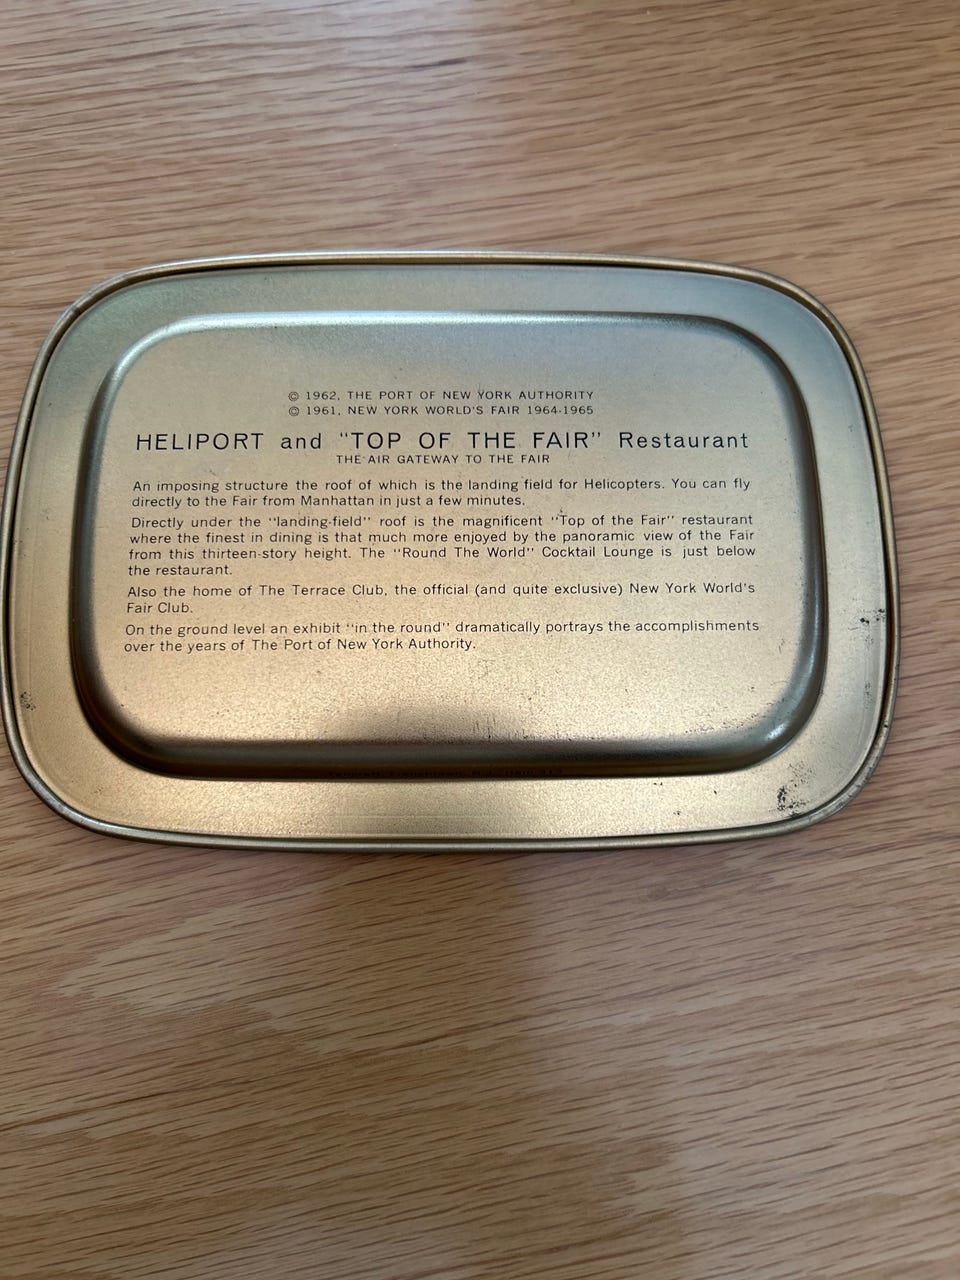 © 1962, THE PORT OF NEW YORK AUTHORITY
© 1961, NEW YORK WORLD'S FAIR 1964-1965
HELIPORT and "TOP OF THE FAIR" Restaurant
THE AIR GATEWAY TO THE FAIR
An imposing structure the roof of which is the landing field for Helicopters. You can fly
directly to the Fair from Manhattan in just a few minutes.
Directly under the "landing-field" roof is the magnificent "Top of the Fair" restaurant
where the finest in dining is that much more enjoyed by the panoramic view of the Fair
from this thirteen-story height. The "Round The World" Cocktail Lounge is just below
the restaurant.
Also the home of The Terrace Club, the official (and quite exclusive) New York World's
Fair Club.
On the ground level an exhibit "in the round" dramatically portrays the accomplishments
over the years of The Port of New York Authority.